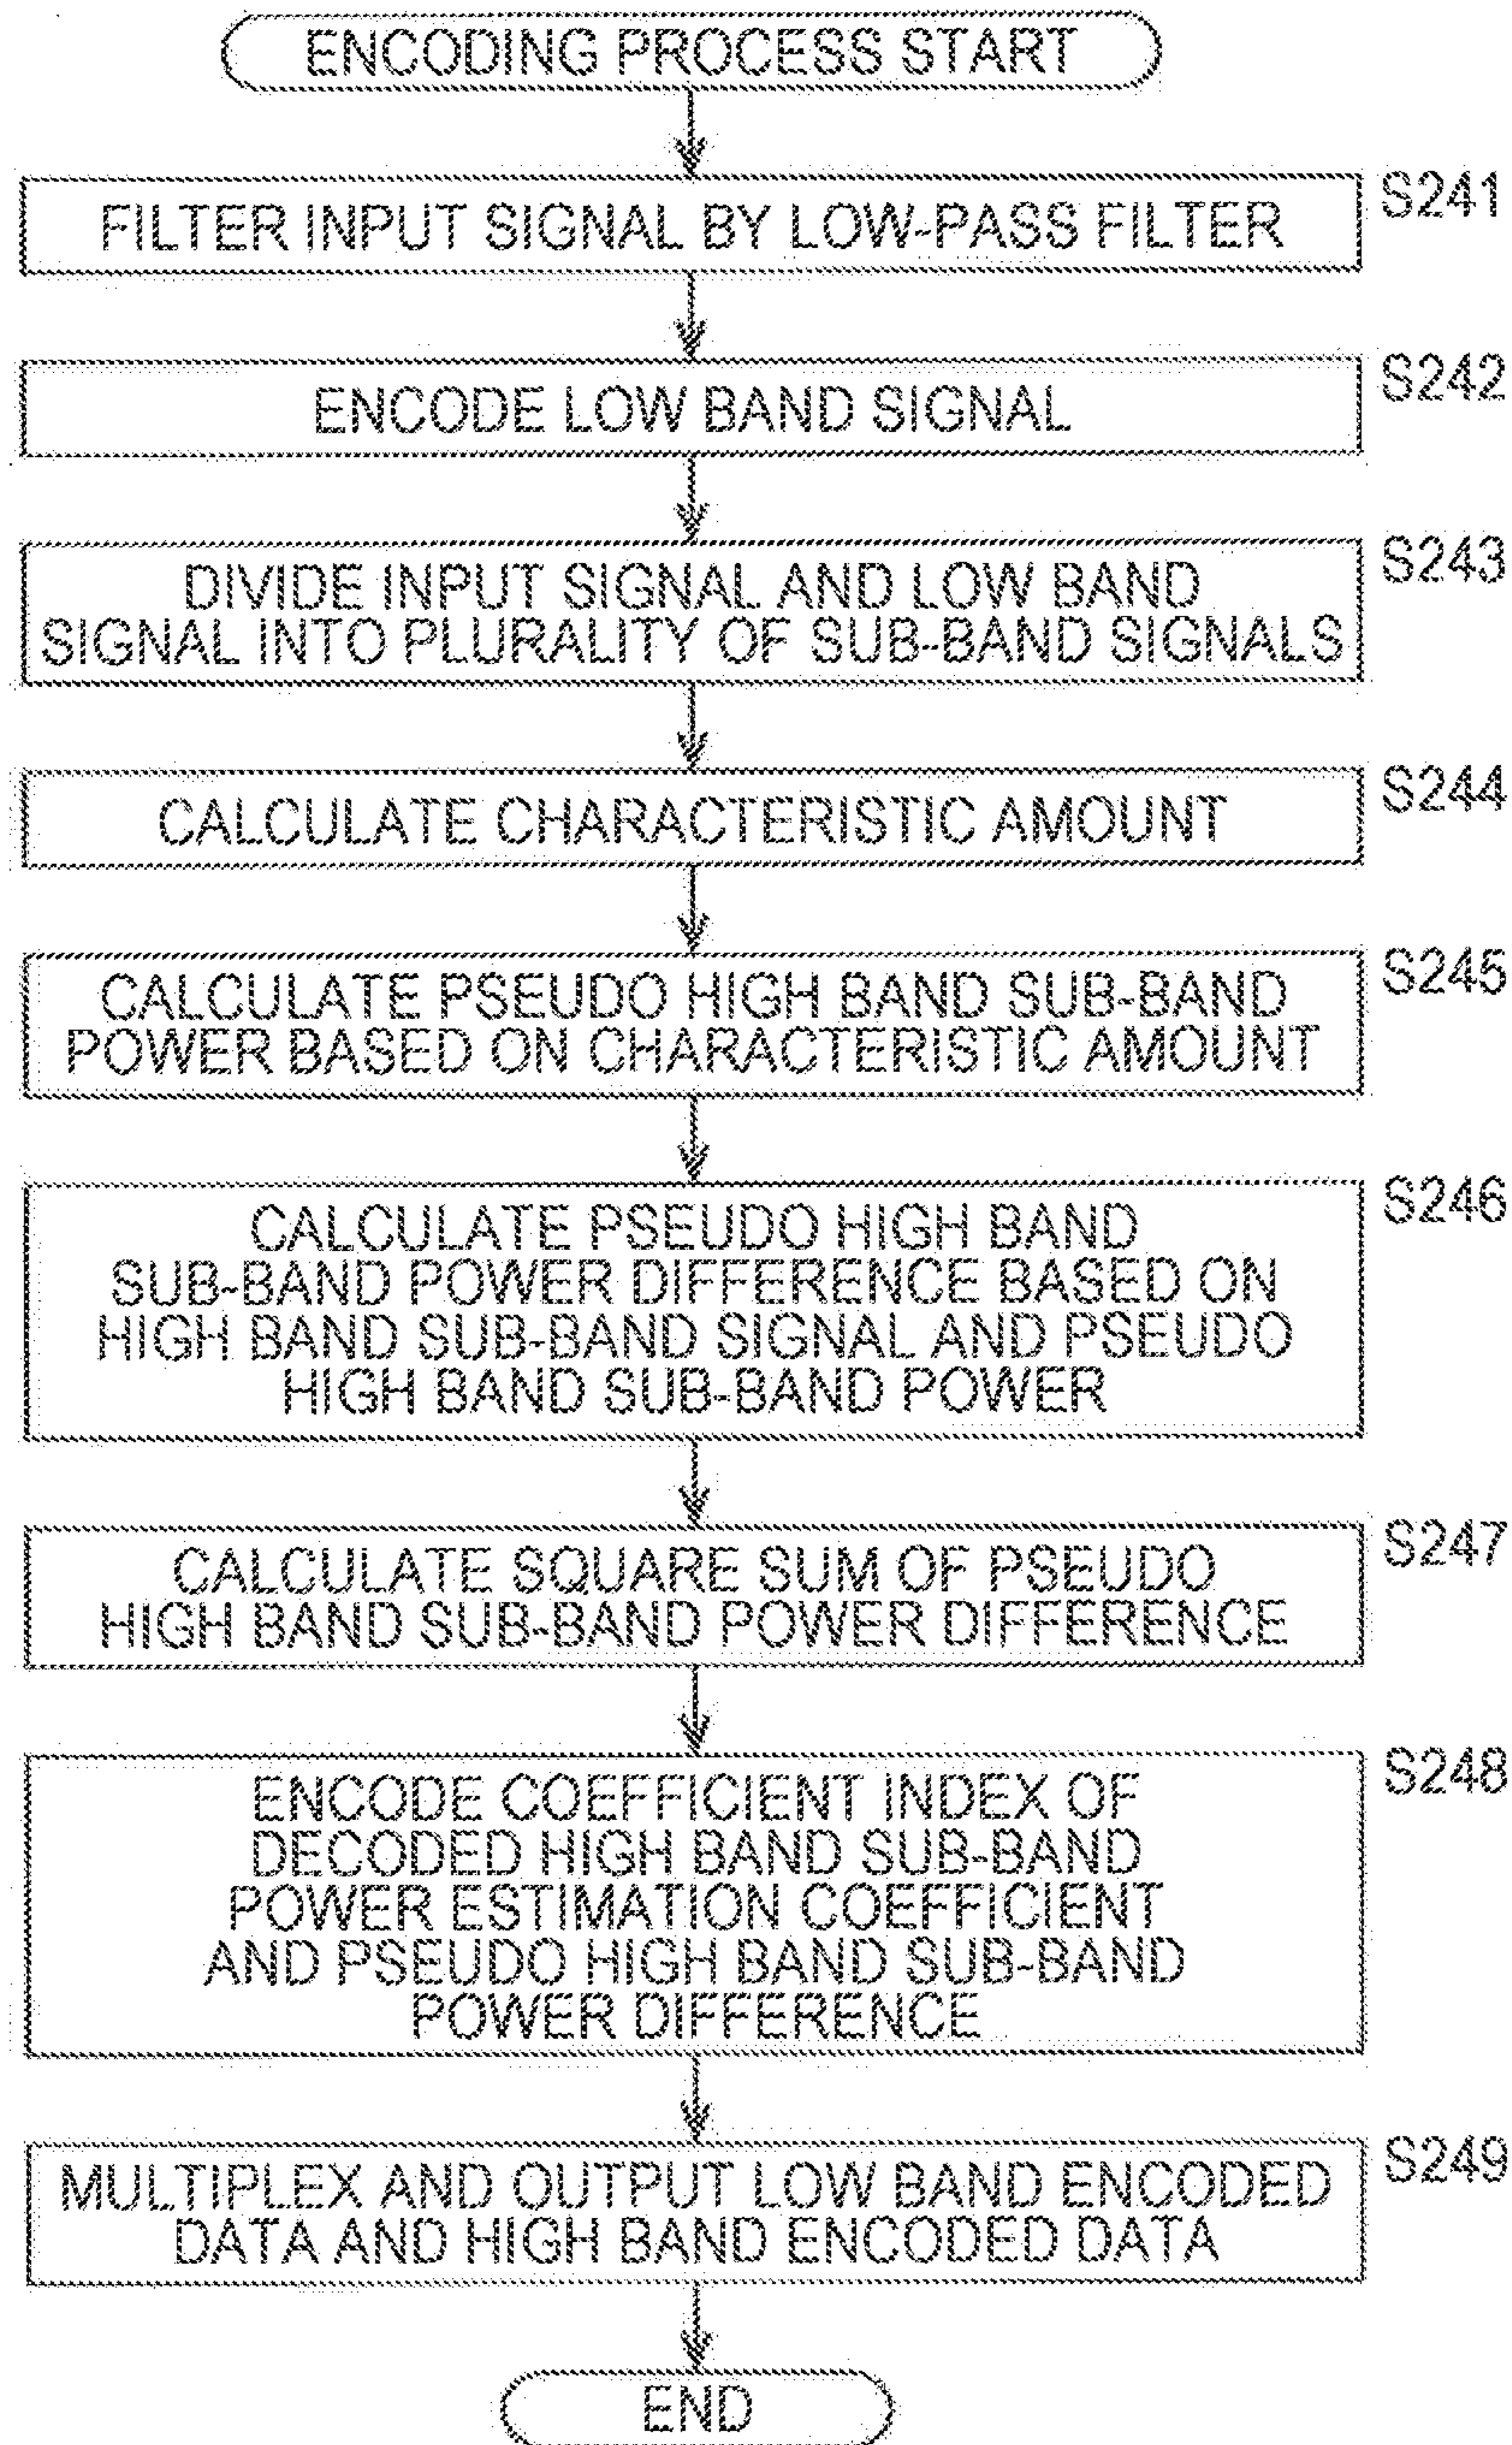 ENCODING PROCESS START
S241
FILTER INPUT SIGNAL BY LOW-PASS FILTER
S242
ENCODE LOW BAND SIGNAL
S243
DIVIDE INPUT SIGNAL AND LOW BAND
SIGNAL INTO PLURALITY OF SUB-BAND SIGNALS
S244
CALCULATE CHARACTERISTIC AMOUNT
S245
CALCULATE PSEUDO HIGH BAND SUB-BAND
POWER BASED ON CHARACTERISTIC AMOUNT
S246
CALCULATE PSEUDO HIGH BAND
SUB-BAND POWER DIFFERENCE BASED ON
HIGH BAND SUB-BAND SIGNAL AND PSEUDO
HIGH BAND SUB-BAND POWER
S247
CALCULATE SQUARE SUM OF PSEUDO
HIGH BAND SUB-BAND POWER DIFFERENCE
S248
ENCODE COEFFICIENT INDEX OF
DECODED HIGH BAND SUB-BAND
POWER ESTIMATION COEFFICIENT
AND PSEUDO HIGH BAND SUB-BAND
POWER DIFFERENCE
S249
MULTIPLEX AND OUTPUT LOW BAND ENCODED
DATA AND HIGH BAND ENCODED DATA
END